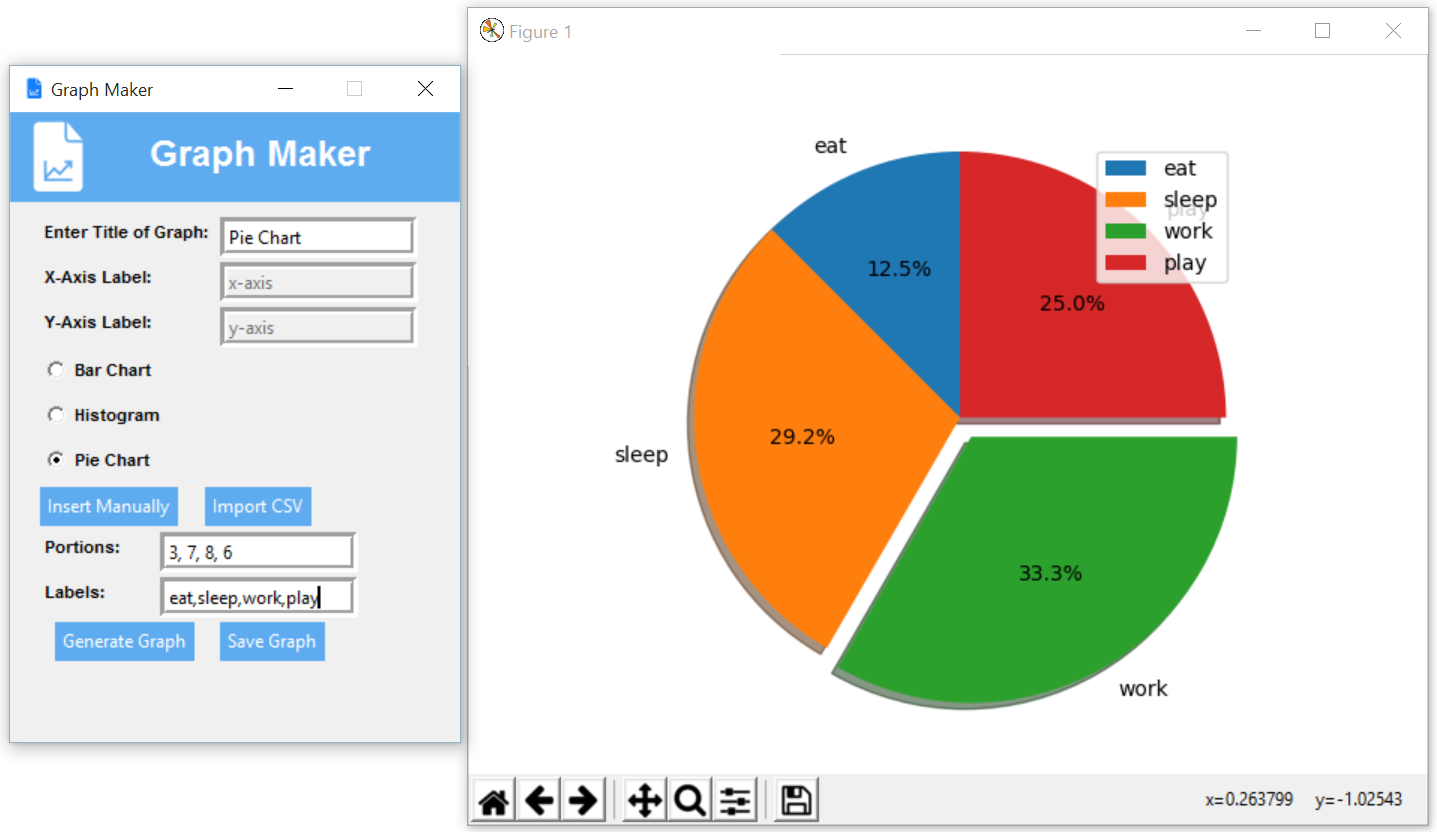 Graph Maker
Graph Maker
Enter Title of Graph: Pie Chart
X-Axis Label: x-axis
Y-Axis Label: y-axis
Bar Chart
Histogram
Pie Chart
Insert Manually Import CSV
Portions: 3, 7, 8, 6
Labels: eat,sleep,work,play
Generate Graph Save Graph
Figure 1
eat
12.5%
sleep
29.2%
work
33.3%
play
25.0%
eat
sleep
work
play
x=0.263799 y=-1.02543